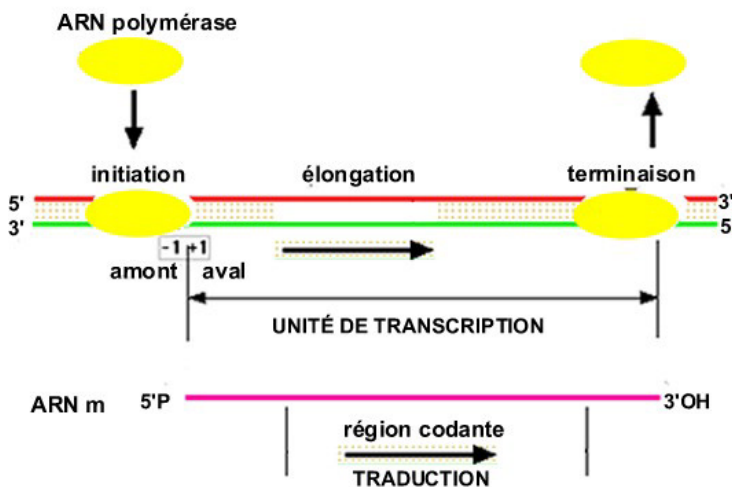 ARN polymérase
initiation élongation terminaison
5' 3'
3' 5'
-1 +1
amont aval
UNITÉ DE TRANSCRIPTION
ARN m 5'P 3'OH
région codante
TRADUCTION